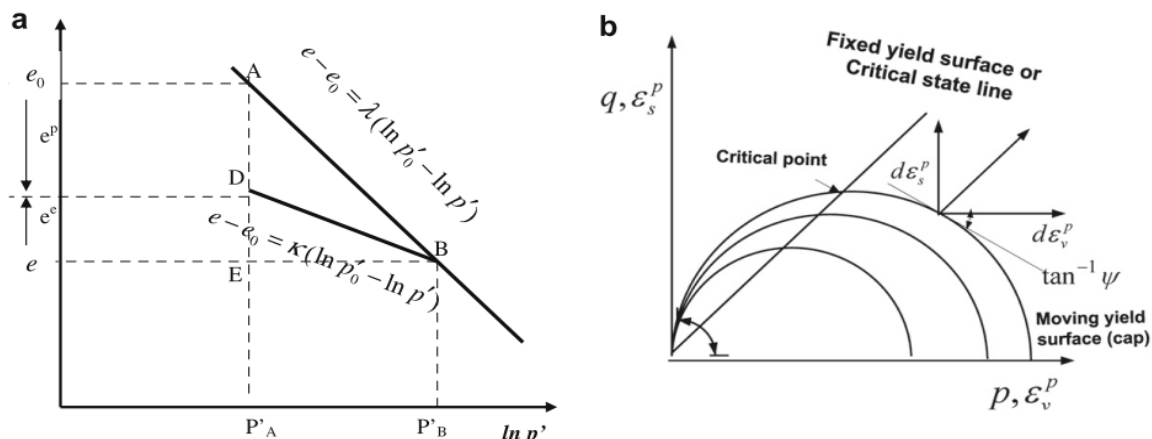 a
e₀
A
e − e₀ = λ(ln p′₀ − ln p′)
eᵖ
D
eᵉ
e − e₀ = κ(ln p′₀ − ln p′)
B
e
E
P'A
P'B
ln p'
b
Fixed yield surface or
Critical state line
q, εₛᵖ
Critical point
dεₛᵖ
dεᵥᵖ
tan⁻¹ ψ
Moving yield
surface (cap)
p, εᵥᵖ